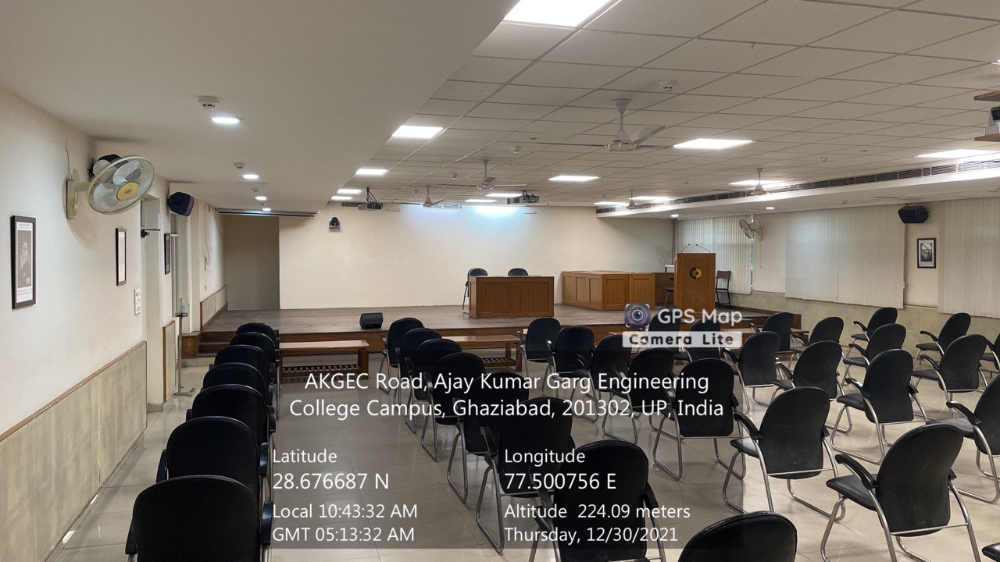 GPS Map
Camera Lite
AKGEC Road, Ajay Kumar Garg Engineering
College Campus, Ghaziabad, 201302, UP, India
Latitude
28.676687 N
Longitude
77.500756 E
Local 10:43:32 AM
GMT 05:13:32 AM
Altitude 224.09 meters
Thursday, 12/30/2021